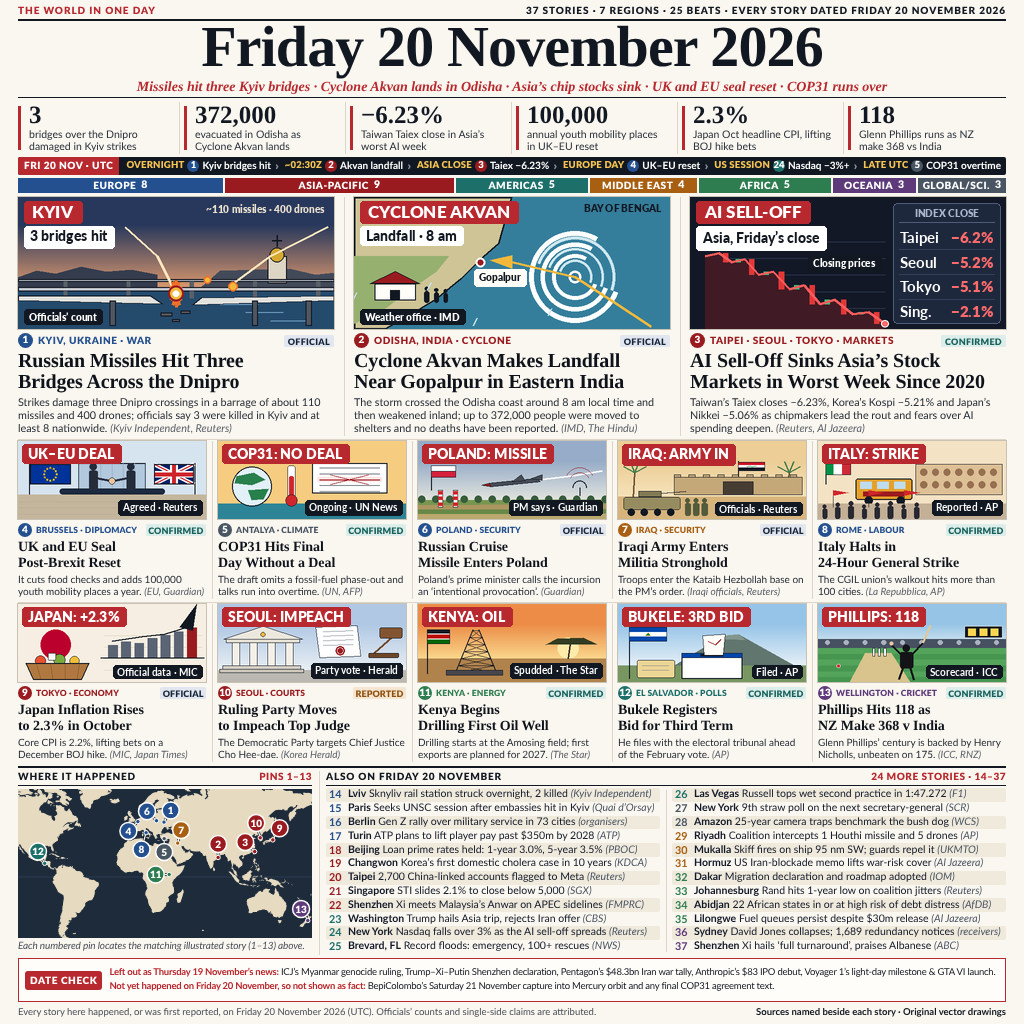 THE WORLD IN ONE DAY
37 STORIES · 7 REGIONS · 25 BEATS · EVERY STORY DATED FRIDAY 20 NOVEMBER 2026
Friday 20 November 2026
Missiles hit three Kyiv bridges · Cyclone Akvan lands in Odisha · Asia's chip stocks sink · UK and EU seal reset · COP31 runs over
3
bridges over the Dnipro
damaged in Kyiv strikes
372,000
evacuated in Odisha as
Cyclone Akvan lands
−6.23%
Taiwan Taiex close in Asia's
worst AI week
100,000
annual youth mobility places
in UK–EU reset
2.3%
Japan Oct headline CPI, lifting
BOJ hike bets
118
Glenn Phillips runs as NZ
make 368 vs India
FRI 20 NOV · UTC OVERNIGHT 1 Kyiv bridges hit › ~02:30Z 2 Akvan landfall › ASIA CLOSE 3 Taiex −6.23% › EUROPE DAY 4 UK–EU reset › US SESSION 24 Nasdaq −3%+ › LATE UTC 5 COP31 overtime
EUROPE 8 ASIA-PACIFIC 9 AMERICAS 5 MIDDLE EAST 4 AFRICA 5 OCEANIA 3 GLOBAL/SCI. 3
KYIV
~110 missiles · 400 drones
3 bridges hit
Officials' count
1 KYIV, UKRAINE · WAR OFFICIAL
Russian Missiles Hit Three
Bridges Across the Dnipro
Strikes damage three Dnipro crossings in a barrage of about 110
missiles and 400 drones; officials say 3 were killed in Kyiv and at
least 8 nationwide. (Kyiv Independent, Reuters)
CYCLONE AKVAN
BAY OF BENGAL
Landfall · 8 am
Gopalpur
Weather office · IMD
2 ODISHA, INDIA · CYCLONE OFFICIAL
Cyclone Akvan Makes Landfall
Near Gopalpur in Eastern India
The storm crossed the Odisha coast around 8 am local time and
then weakened inland; up to 372,000 people were moved to
shelters and no deaths have been reported. (IMD, The Hindu)
AI SELL-OFF
Asia, Friday's close
Closing prices
INDEX CLOSE
Taipei −6.2%
Seoul −5.2%
Tokyo −5.1%
Sing. −2.1%
3 TAIPEI · SEOUL · TOKYO · MARKETS CONFIRMED
AI Sell-Off Sinks Asia's Stock
Markets in Worst Week Since 2020
Taiwan's Taiex closes −6.23%, Korea's Kospi −5.21% and Japan's
Nikkei −5.06% as chipmakers lead the rout and fears over AI
spending deepen. (Reuters, Al Jazeera)
UK–EU DEAL
Agreed · Reuters
4 BRUSSELS · DIPLOMACY CONFIRMED
UK and EU Seal
Post-Brexit Reset
It cuts food checks and adds 100,000
youth mobility places a year. (EU, Guardian)
COP31: NO DEAL
Ongoing · UN News
5 ANTALYA · CLIMATE CONFIRMED
COP31 Hits Final
Day Without a Deal
The draft omits a fossil-fuel phase-out and
talks run into overtime. (UN, AFP)
POLAND: MISSILE
PM says · Guardian
6 POLAND · SECURITY OFFICIAL
Russian Cruise
Missile Enters Poland
Poland's prime minister calls the incursion
an 'intentional provocation'. (Guardian)
IRAQ: ARMY IN
Officials · Reuters
7 IRAQ · SECURITY OFFICIAL
Iraqi Army Enters
Militia Stronghold
Troops enter the Kataib Hezbollah base on
the PM's order. (Iraqi officials, Reuters)
ITALY: STRIKE
Reported · AP
8 ROME · LABOUR CONFIRMED
Italy Halts in
24-Hour General Strike
The CGIL union's walkout hits more than
100 cities. (La Repubblica, AP)
JAPAN: +2.3%
Official data · MIC
9 TOKYO · ECONOMY OFFICIAL
Japan Inflation Rises
to 2.3% in October
Core CPI is 2.2%, lifting bets on a
December BOJ hike. (MIC, Japan Times)
SEOUL: IMPEACH
Party vote · Herald
10 SEOUL · COURTS REPORTED
Ruling Party Moves
to Impeach Top Judge
The Democratic Party targets Chief Justice
Cho Hee-dae. (Korea Herald)
KENYA: OIL
Spudded · The Star
11 KENYA · ENERGY CONFIRMED
Kenya Begins
Drilling First Oil Well
Drilling starts at the Amosing field; first
exports are planned for 2027. (The Star)
BUKELE: 3RD BID
Filed · AP
12 EL SALVADOR · POLLS CONFIRMED
Bukele Registers
Bid for Third Term
He files with the electoral tribunal ahead
of the February vote. (AP)
PHILLIPS: 118
Scorecard · ICC
13 WELLINGTON · CRICKET CONFIRMED
Phillips Hits 118 as
NZ Make 368 v India
Glenn Phillips' century is backed by Henry
Nicholls, unbeaten on 175. (ICC, RNZ)
WHERE IT HAPPENED PINS 1–13
6
1
4
7
8
5
11
12
2
3
10
9
13
Each numbered pin locates the matching illustrated story (1–13) above.
ALSO ON FRIDAY 20 NOVEMBER 24 MORE STORIES · 14–37
14 Lviv Sknyliv rail station struck overnight, 2 killed (Kyiv Independent)
15 Paris Seeks UNSC session after embassies hit in Kyiv (Quai d'Orsay)
16 Berlin Gen Z rally over military service in 73 cities (organisers)
17 Turin ATP plans to lift player pay past $350m by 2028 (ATP)
18 Beijing Loan prime rates held: 1-year 3.0%, 5-year 3.5% (PBOC)
19 Changwon Korea's first domestic cholera case in 10 years (KDCA)
20 Taipei 2,700 China-linked accounts flagged to Meta (Reuters)
21 Singapore STI slides 2.1% to close below 5,000 (SGX)
22 Shenzhen Xi meets Malaysia's Anwar on APEC sidelines (FMPRC)
23 Washington Trump hails Asia trip, rejects Iran offer (CBS)
24 New York Nasdaq falls over 3% as the AI sell-off spreads (Reuters)
25 Brevard, FL Record floods: emergency, 100+ rescues (NWS)
26 Las Vegas Russell tops wet second practice in 1:47.272 (F1)
27 New York 9th straw poll on the next secretary-general (SCR)
28 Amazon 25-year camera traps benchmark the bush dog (WCS)
29 Riyadh Coalition intercepts 1 Houthi missile and 5 drones (AP)
30 Mukalla Skiff fires on ship 95 nm SW; guards repel it (UKMTO)
31 Hormuz US Iran-blockade memo lifts war-risk cover (Al Jazeera)
32 Dakar Migration declaration and roadmap adopted (IOM)
33 Johannesburg Rand hits 1-year low on coalition jitters (Reuters)
34 Abidjan 22 African states in or at high risk of debt distress (AfDB)
35 Lilongwe Fuel queues persist despite $30m release (Al Jazeera)
36 Sydney David Jones collapses; 1,689 redundancy notices (receivers)
37 Shenzhen Xi hails 'full turnaround', praises Albanese (ABC)
DATE CHECK
Left out as Thursday 19 November's news: ICJ's Myanmar genocide ruling, Trump–Xi–Putin Shenzhen declaration, Pentagon's $48.3bn Iran war tally, Anthropic's $83 IPO debut, Voyager 1's light-day milestone & GTA VI launch.
Not yet happened on Friday 20 November, so not shown as fact: BepiColombo's Saturday 21 November capture into Mercury orbit and any final COP31 agreement text.
Every story here happened, or was first reported, on Friday 20 November 2026 (UTC). Officials' counts and single-side claims are attributed.
Sources named beside each story · Original vector drawings